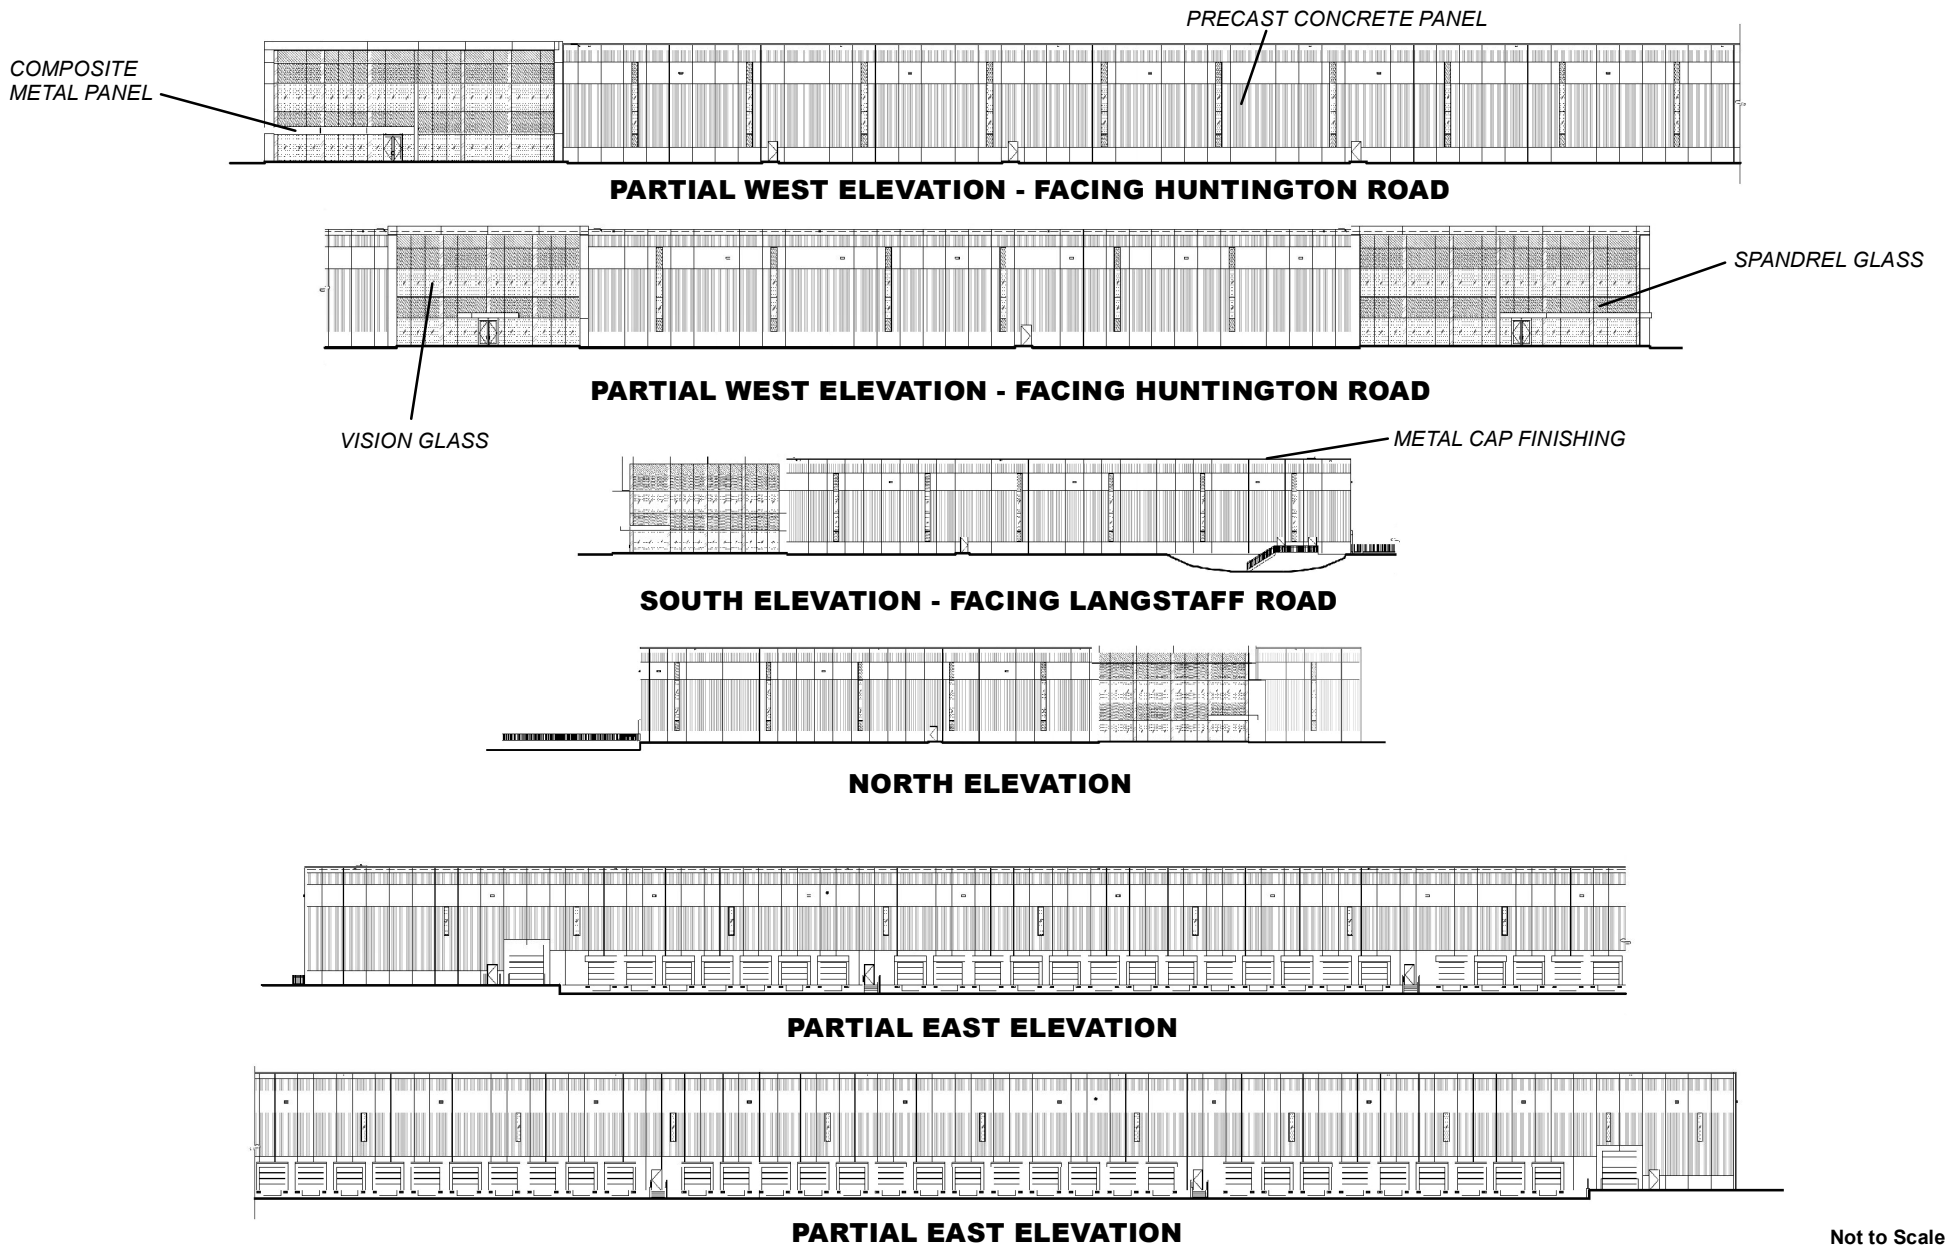 PRECAST CONCRETE PANEL
COMPOSITE
METAL PANEL
PARTIAL WEST ELEVATION - FACING HUNTINGTON ROAD
SPANDREL GLASS
PARTIAL WEST ELEVATION - FACING HUNTINGTON ROAD
VISION GLASS
METAL CAP FINISHING
SOUTH ELEVATION - FACING LANGSTAFF ROAD
NORTH ELEVATION
PARTIAL EAST ELEVATION
PARTIAL EAST ELEVATION
Not to Scale